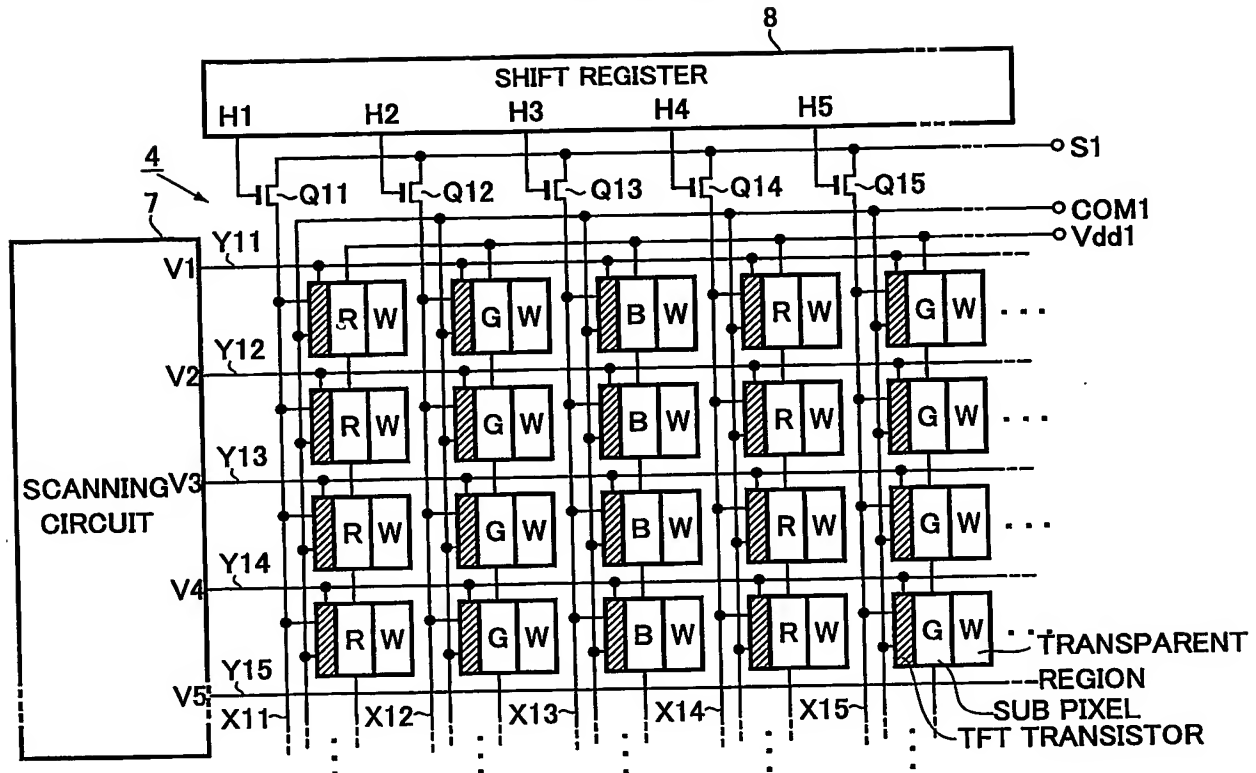 8
SHIFT REGISTER
H1 H2 H3 H4 H5
S1
4
Q11 Q12 Q13 Q14 Q15
7
COM1
Y11
Vdd1
V1
R W G W B W R W G W ...
Y12
V2
R W G W B W R W G W ...
Y13
SCANNING V3
CIRCUIT
R W G W B W R W G W ...
Y14
V4
R W G W B W R W G W ...
TRANSPARENT
REGION
Y15
V5
X11 X12 X13 X14 X15
SUB PIXEL
TFT TRANSISTOR